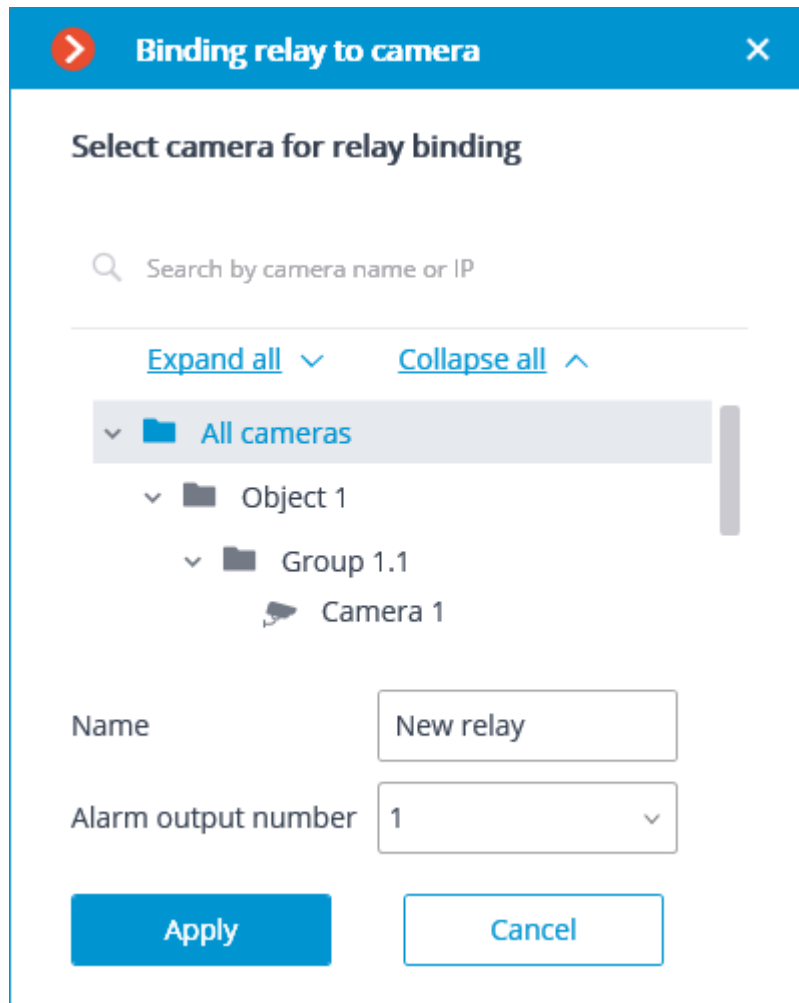 Binding relay to camera
Select camera for relay binding
Search by camera name or IP
Expand all Collapse all
All cameras
Object 1
Group 1.1
Camera 1
Name New relay
Alarm output number 1
Apply Cancel